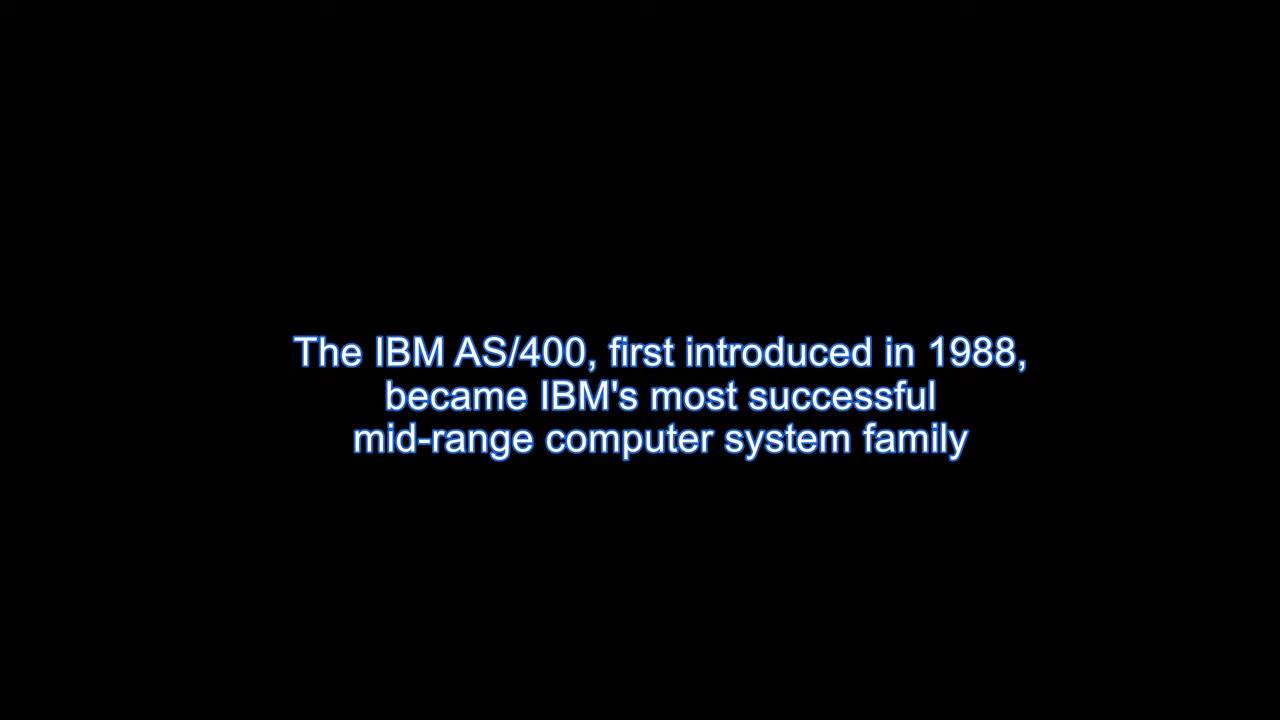 The IBM AS/400, first introduced in 1988,
became IBM's most successful
mid-range computer system family